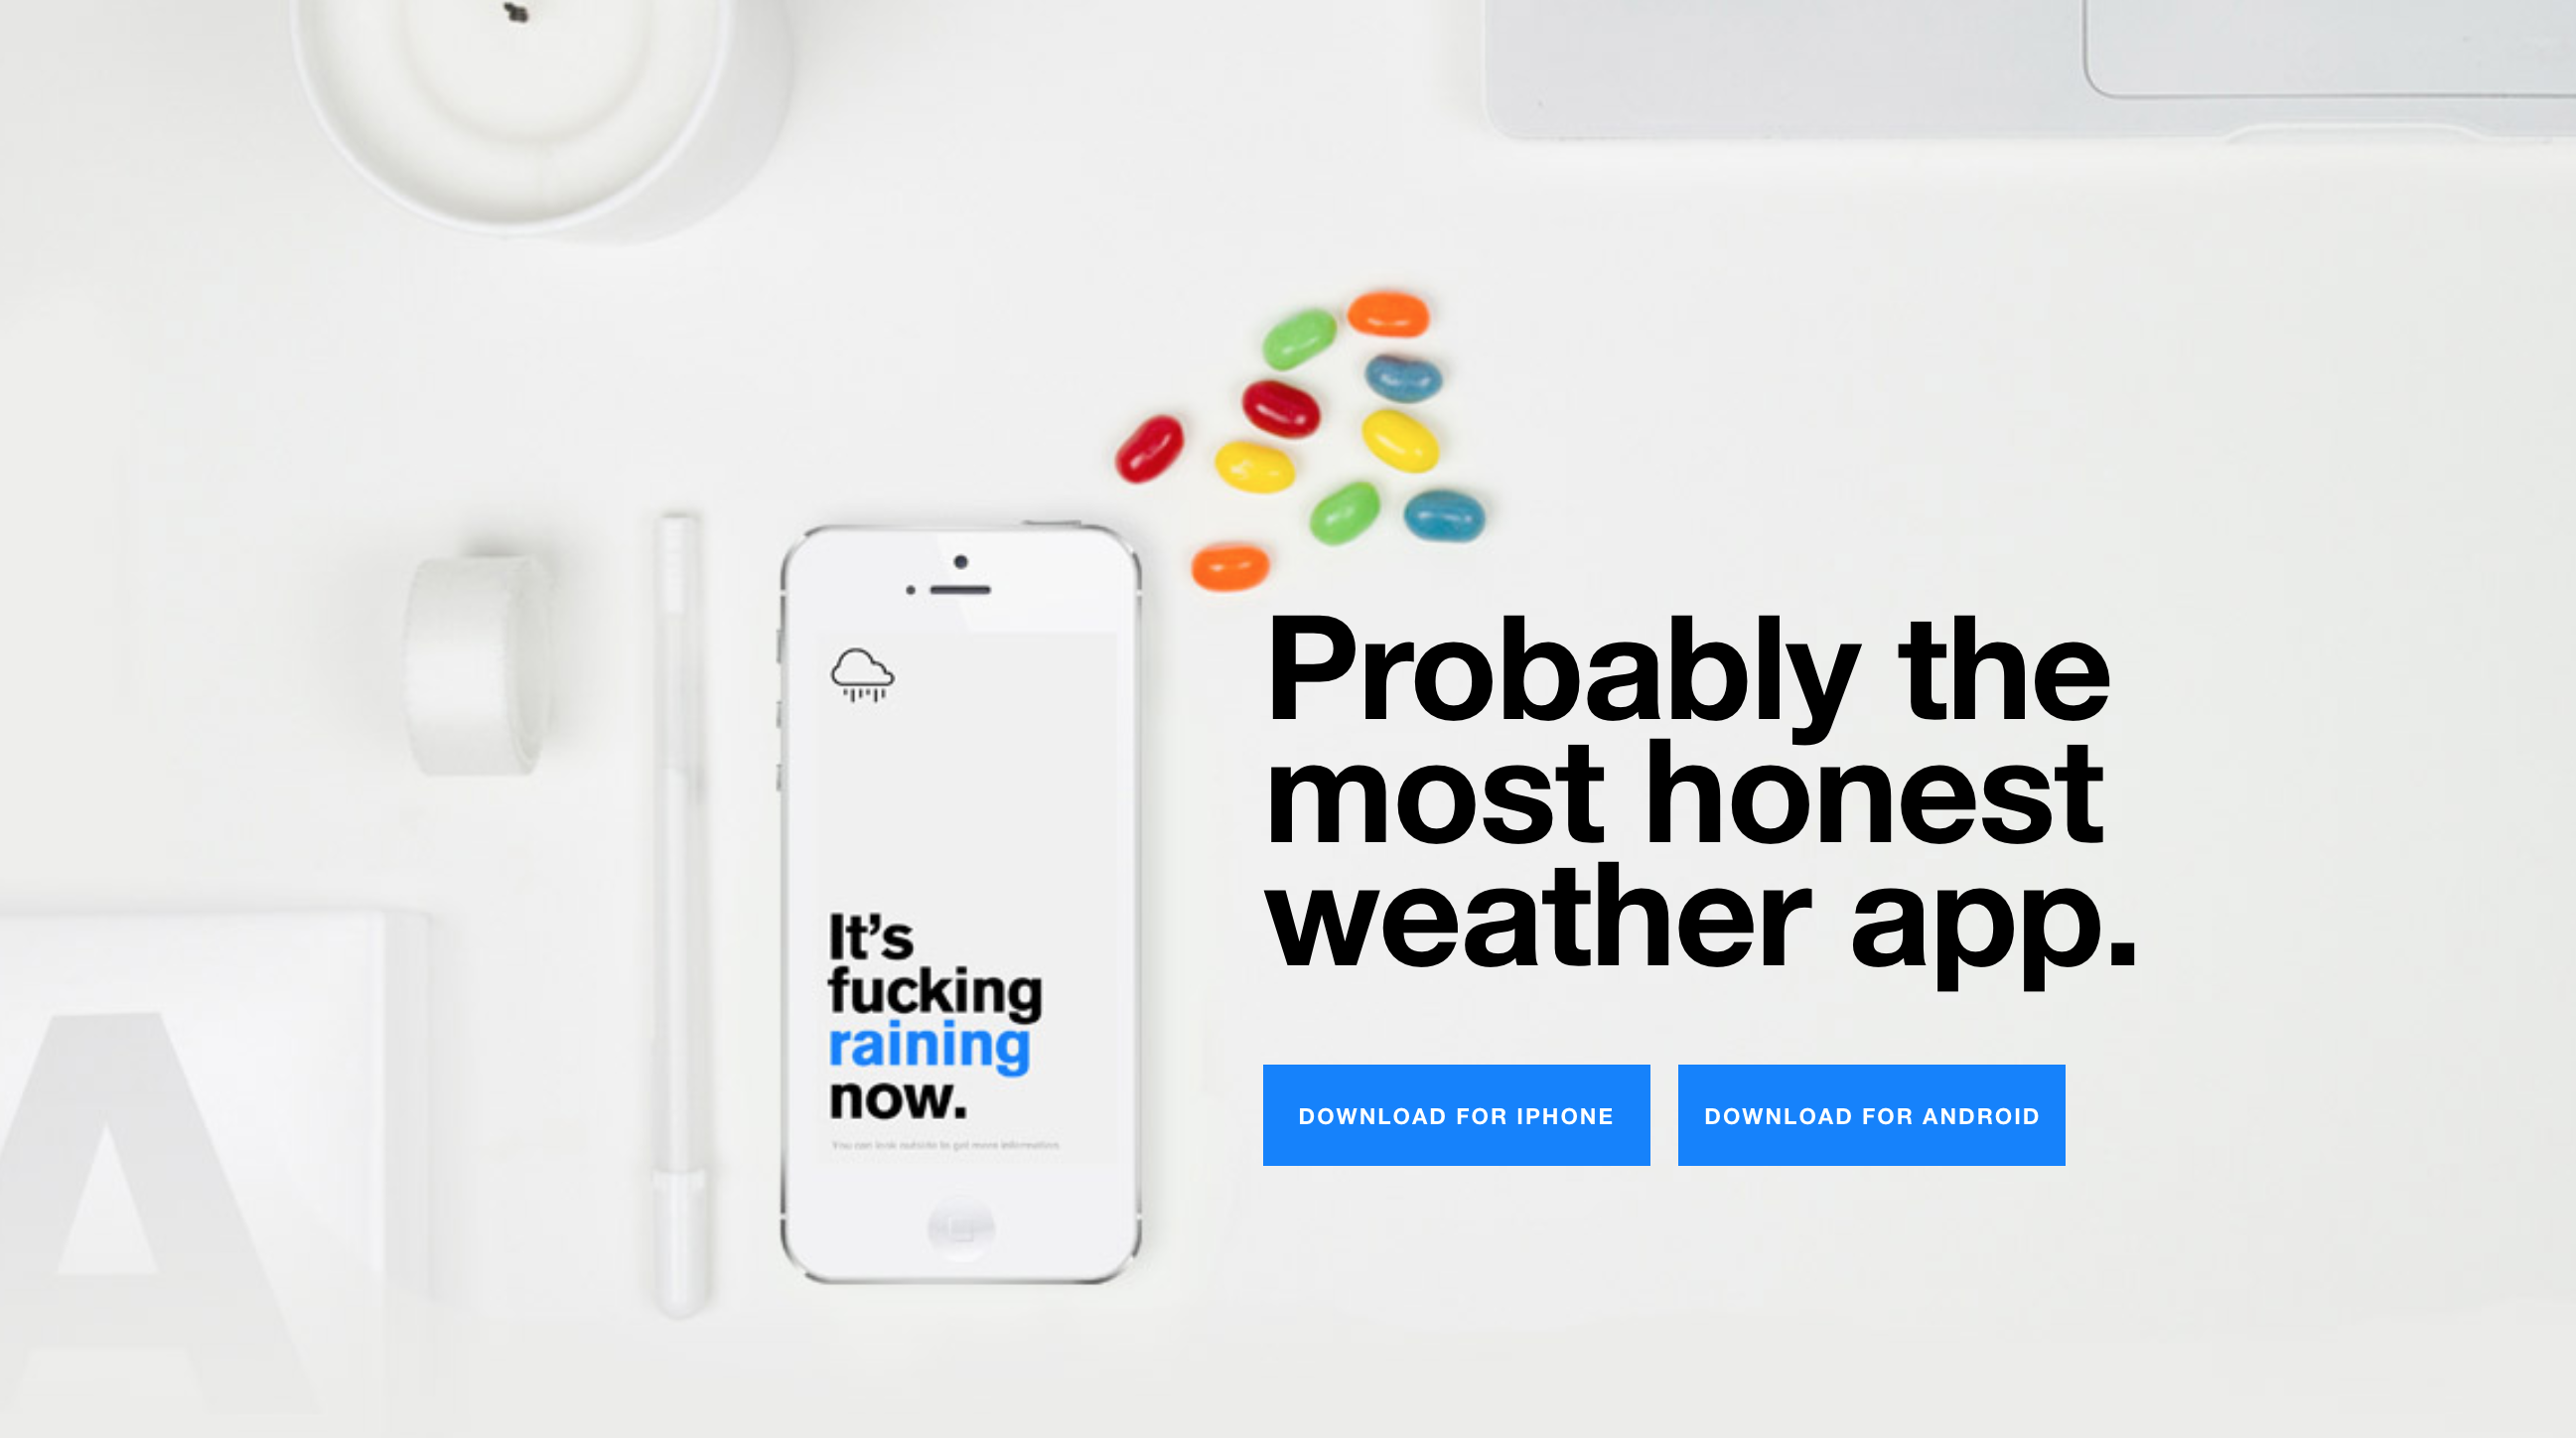 It’s
fucking
raining
now.
You can look outside to get more information.
Probably the
most honest
weather app.
DOWNLOAD FOR IPHONE
DOWNLOAD FOR ANDROID
A